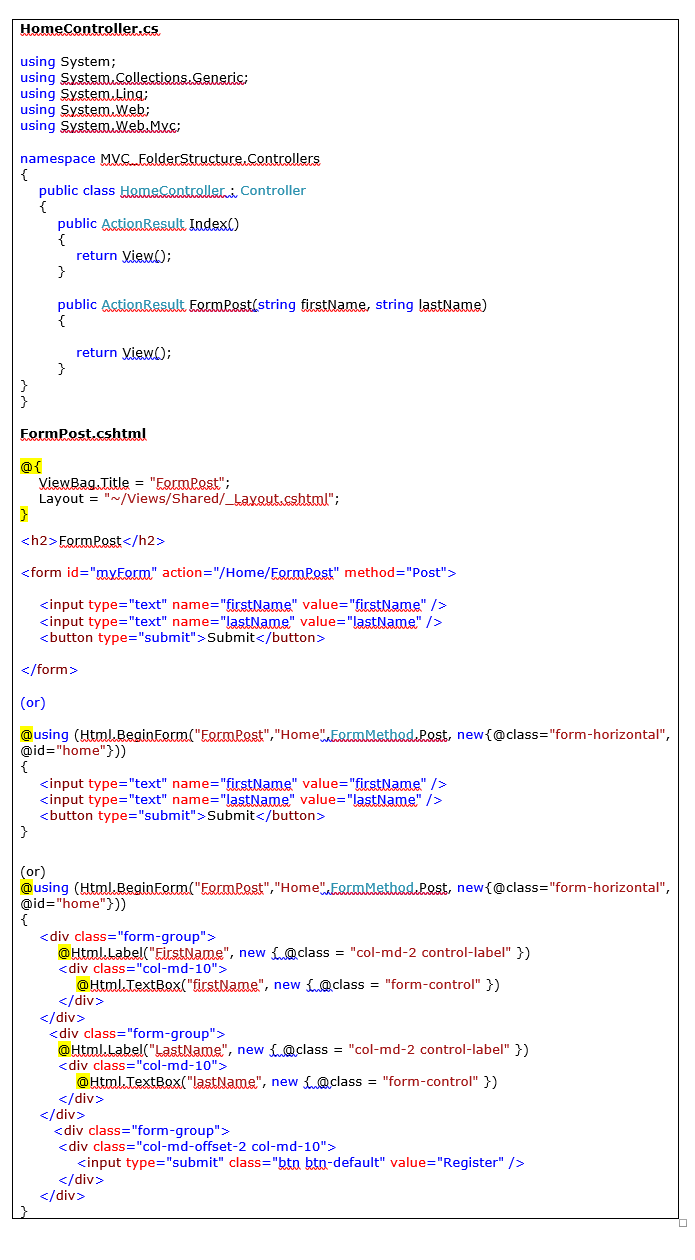 HomeController.cs
using System;
using System.Collections.Generic;
using System.Linq;
using System.Web;
using System.Web.Mvc;
namespace MVC_FolderStructure.Controllers
{
public class HomeController : Controller
{
public ActionResult Index()
{
return View();
}
public ActionResult FormPost(string firstName, string lastName)
{
return View();
}
}
}
FormPost.cshtml
@{
ViewBag.Title = "FormPost";
Layout = "~/Views/Shared/_Layout.cshtml";
}
<h2>FormPost</h2>
<form id="myForm" action="/Home/FormPost" method="Post">
<input type="text" name="firstName" value="firstName" />
<input type="text" name="lastName" value="lastName" />
<button type="submit">Submit</button>
</form>
(or)
@using (Html.BeginForm("FormPost","Home",FormMethod.Post, new{@class="form-horizontal",
@id="home"}))
{
<input type="text" name="firstName" value="firstName" />
<input type="text" name="lastName" value="lastName" />
<button type="submit">Submit</button>
}
(or)
@using (Html.BeginForm("FormPost","Home",FormMethod.Post, new{@class="form-horizontal",
@id="home"}))
{
<div class="form-group">
@Html.Label("FirstName", new { @class = "col-md-2 control-label" })
<div class="col-md-10">
@Html.TextBox("firstName", new { @class = "form-control" })
</div>
</div>
<div class="form-group">
@Html.Label("LastName", new { @class = "col-md-2 control-label" })
<div class="col-md-10">
@Html.TextBox("lastName", new { @class = "form-control" })
</div>
</div>
<div class="form-group">
<div class="col-md-offset-2 col-md-10">
<input type="submit" class="btn btn-default" value="Register" />
</div>
</div>
}